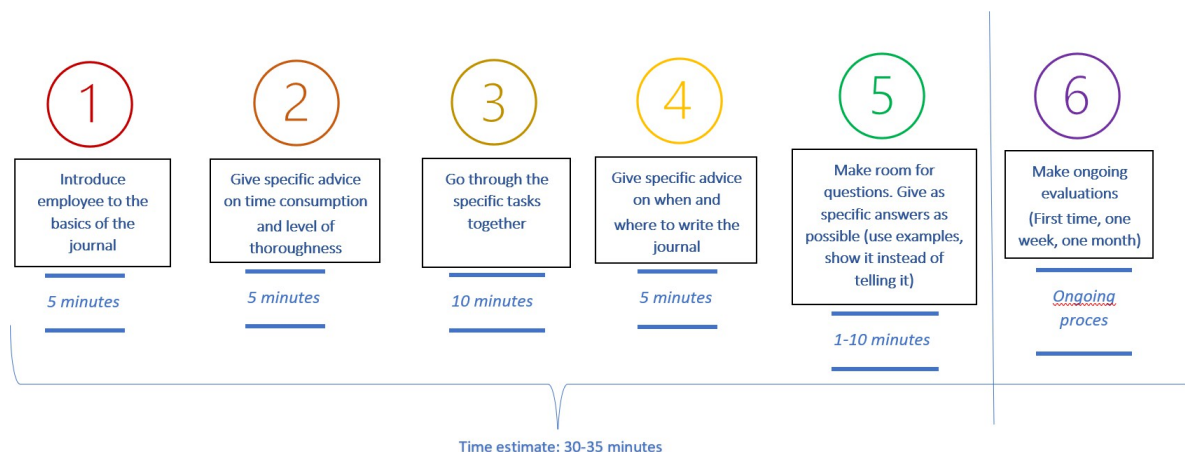 1
Introduce
employee to the
basics of the
journal
5 minutes
2
Give specific advice
on time consumption
and level of
thoroughness
5 minutes
3
Go through the
specific tasks
together
10 minutes
4
Give specific advice
on when and
where to write the
journal
5 minutes
5
Make room for
questions. Give as
specific answers as
possible (use examples,
show it instead of
telling it)
1-10 minutes
6
Make ongoing
evaluations
(First time, one
week, one month)
Ongoing
proces
Time estimate: 30-35 minutes